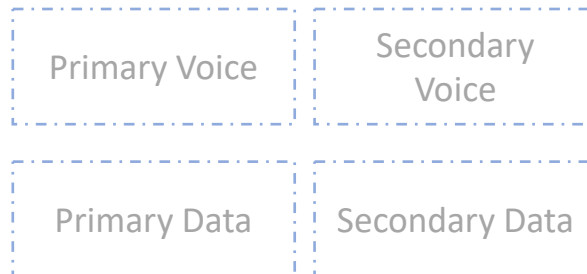 Primary Voice
Secondary
Voice
Primary Data
Secondary Data